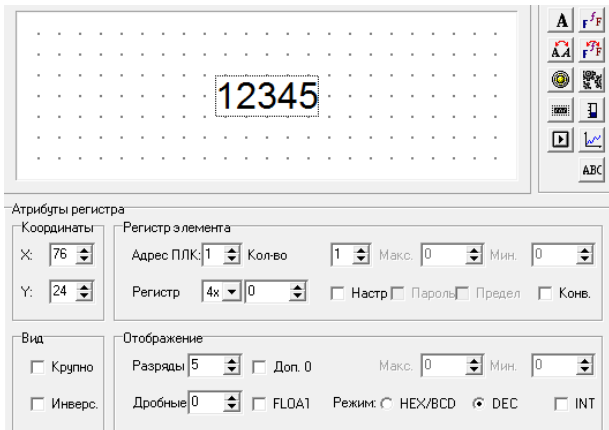 A F f F
A A F F
12345
ABC
Атрибуты регистра
Координаты Регистр элемента
X: 76 Адрес ПЛК: 1 Кол-во 1 Макс. 0 Мин. 0
Y: 24 Регистр 4x 0 Настр Пароль Предел Конв.
Вид Отображение
Крупно Разряды 5 Доп. 0 Макс. 0 Мин. 0
Инверс. Дробные 0 FLOAT Режим: HEX/BCD DEC INT